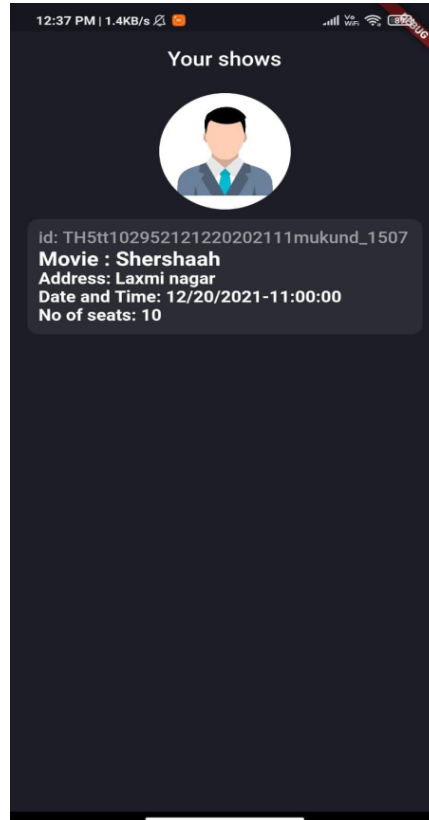 12:37 PM | 1.4KB/s
Your shows
id: TH5tt102952121220202111mukund_1507
Movie : Shershaah
Address: Laxmi nagar
Date and Time: 12/20/2021-11:00:00
No of seats: 10